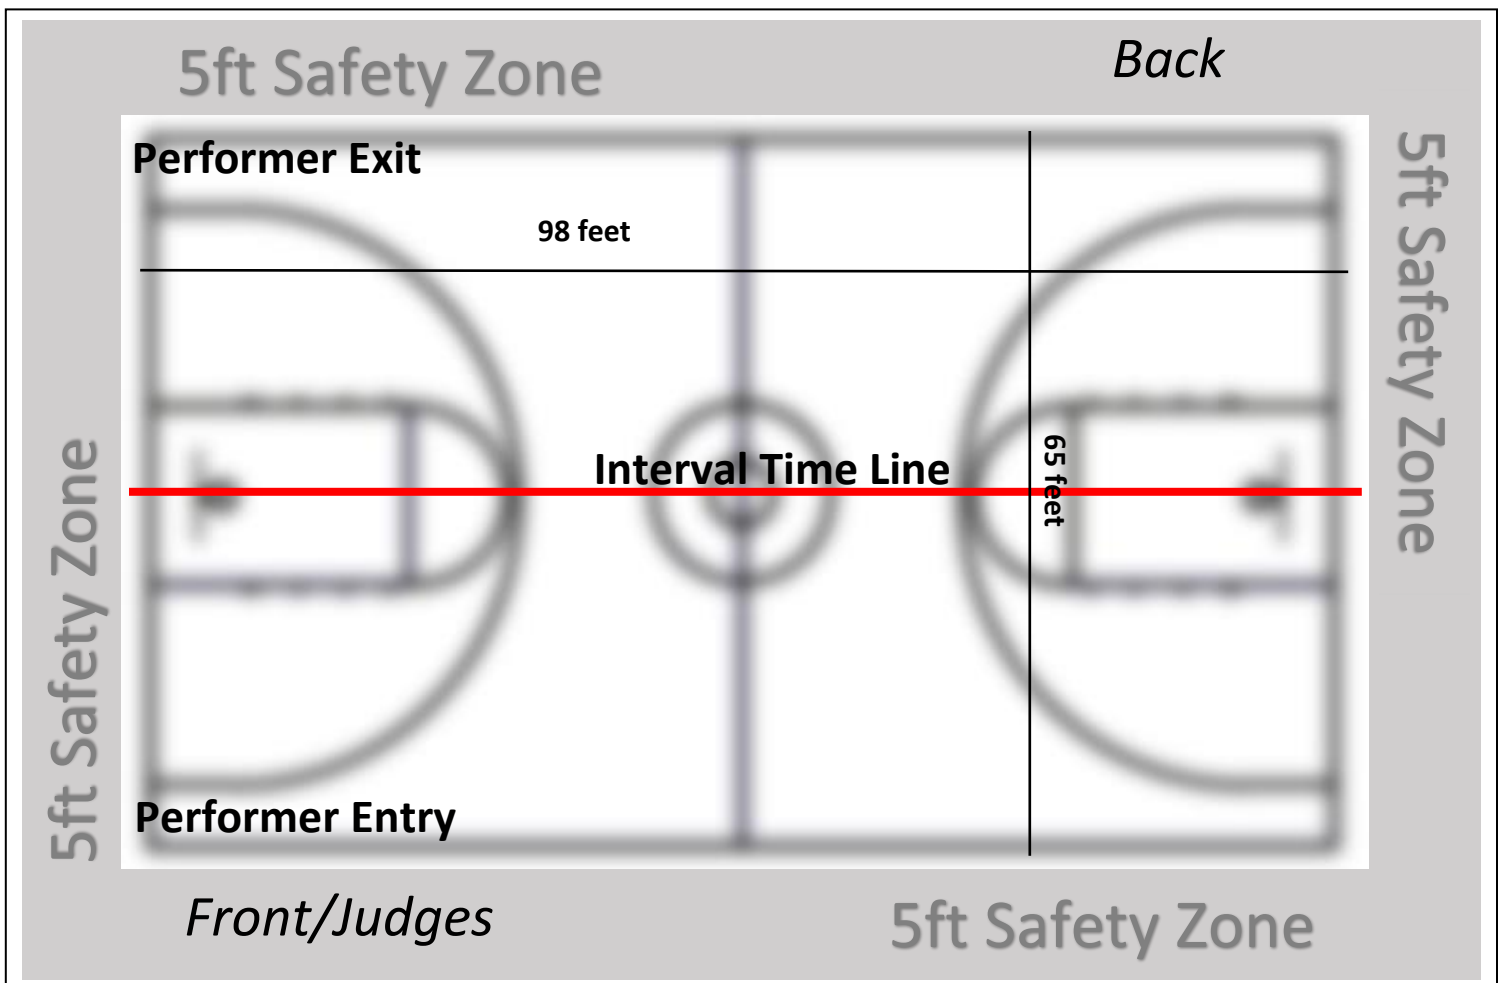 5ft Safety Zone
Back
Performer Exit
98 feet
5ft Safety Zone
Interval Time Line
65 feet
5ft Safety Zone
Performer Entry
Front/Judges
5ft Safety Zone